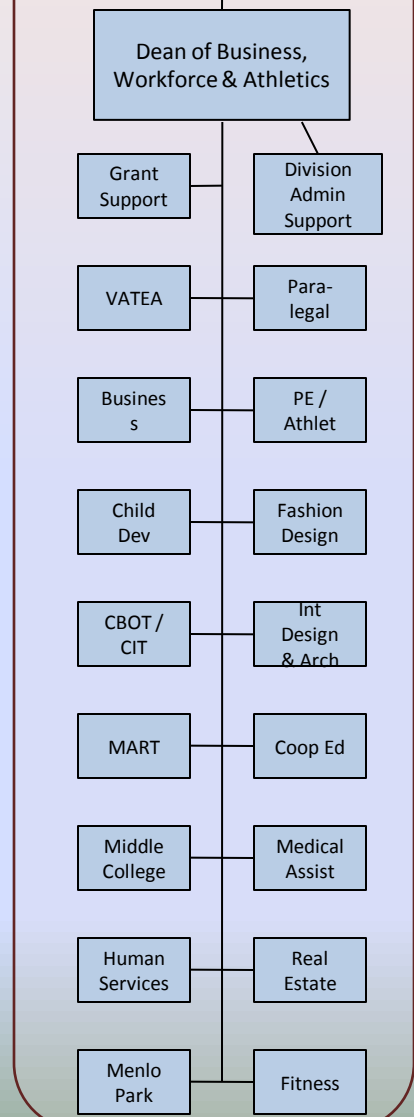 Dean of Business,
Workforce & Athletics
Grant
Support
Division
Admin
Support
VATEA
Para-
legal
Busines
s
PE /
Athlet
Child
Dev
Fashion
Design
CBOT /
CIT
Int
Design
& Arch
MART
Coop Ed
Middle
College
Medical
Assist
Human
Services
Real
Estate
Menlo
Park
Fitness